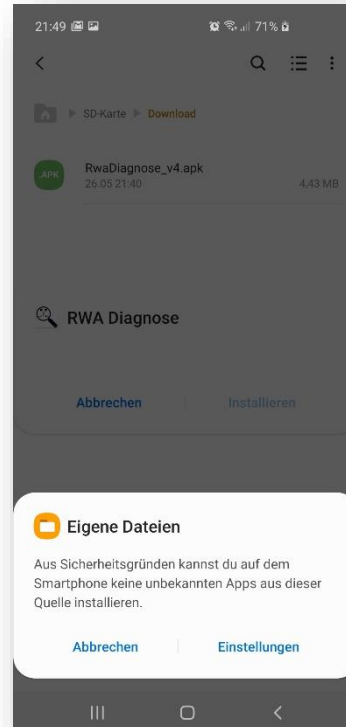 21:49 71%
SD-Karte Download
.APK RwaDiagnose_v4.apk
26.05 21:40 4.43 MB
RWA Diagnose
Abbrechen Installieren
Eigene Dateien
Aus Sicherheitsgründen kannst du auf dem
Smartphone keine unbekannten Apps aus dieser
Quelle installieren.
Abbrechen Einstellungen